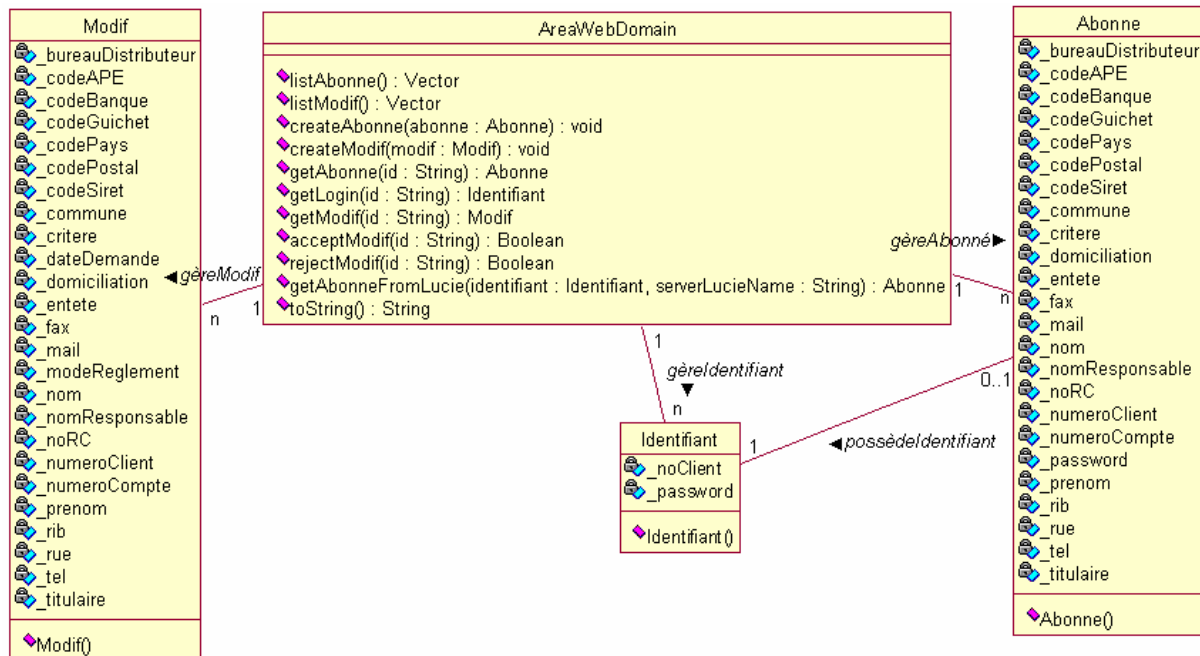 Modif
_bureauDistributeur
_codeAPE
_codeBanque
_codeGuichet
_codePays
_codePostal
_codeSiret
_commune
_critere
_dateDemande
_domiciliation
_entete
_fax
_mail
_modeReglement
_nom
_nomResponsable
_noRC
_numeroClient
_numeroCompte
_prenom
_rib
_rue
_tel
_titulaire
Modif()
gèreModif
n
1
AreaWebDomain
listAbonne() : Vector
listModif() : Vector
createAbonne(abonne : Abonne) : void
createModif(modif : Modif) : void
getAbonne(id : String) : Abonne
getLogin(id : String) : Identifiant
getModif(id : String) : Modif
acceptModif(id : String) : Boolean
rejectModif(id : String) : Boolean
getAbonneFromLucie(identifiant : Identifiant, serverLucieName : String) : Abonne
toString() : String
gèreAbonné
1
n
1
gèreIdentifiant
n
Identifiant
_noClient
_password
Identifiant()
1
possèdeIdentifiant
0..1
Abonne
_bureauDistributeur
_codeAPE
_codeBanque
_codeGuichet
_codePays
_codePostal
_codeSiret
_commune
_critere
_domiciliation
_entete
_fax
_mail
_nom
_nomResponsable
_noRC
_numeroClient
_numeroCompte
_password
_prenom
_rib
_rue
_tel
_titulaire
Abonne()